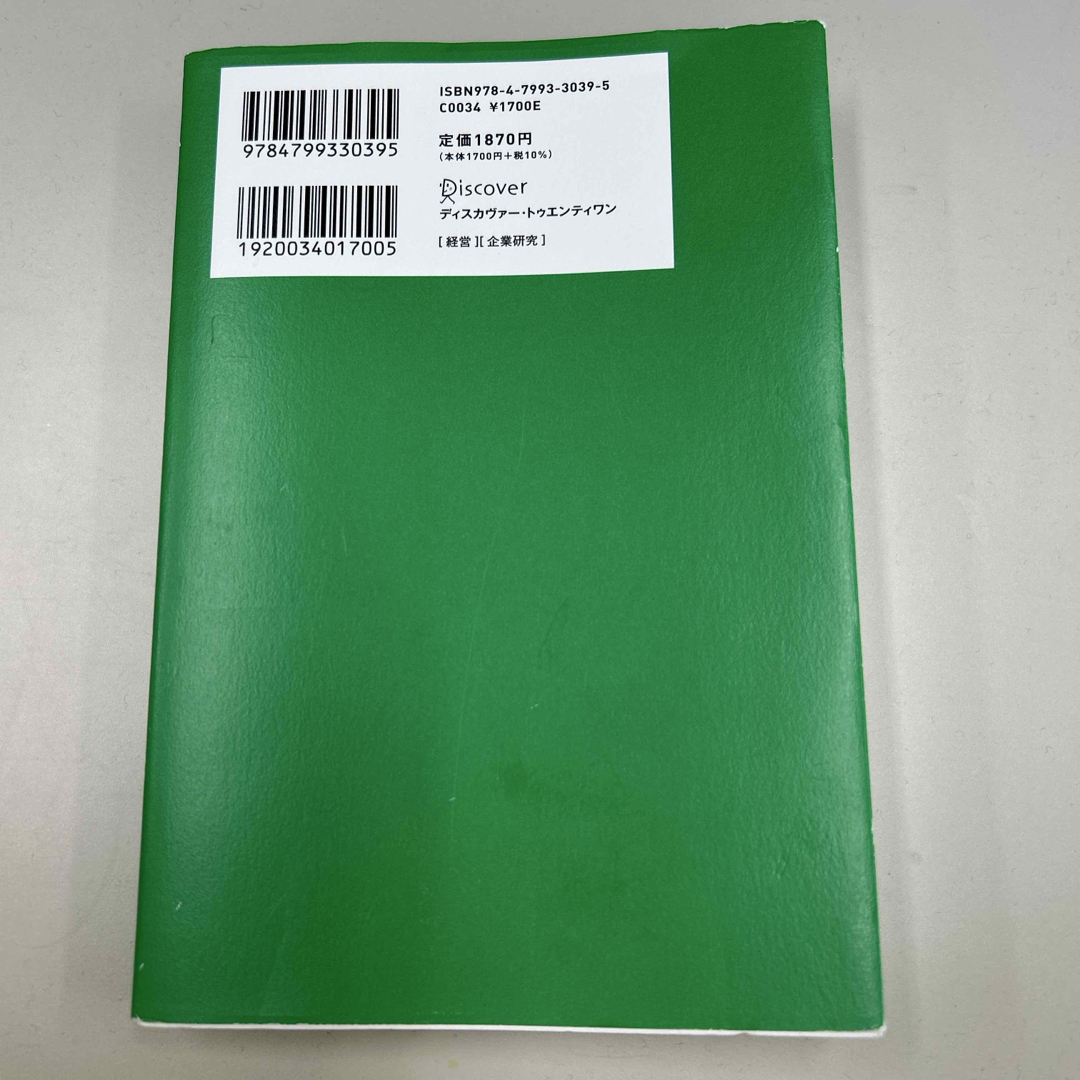 9784799330395
1920034017005
ISBN978-4-7993-3039-5
C0034 ¥1700E
定価1870円
(本体1700円+税10%)
Discover
ディスカヴァー・トゥエンティワン
[ 経営 ][ 企業研究 ]